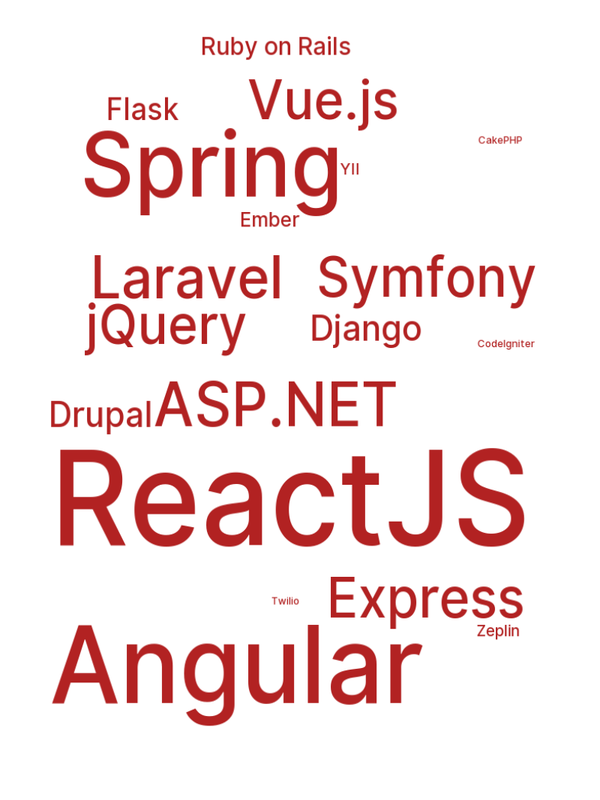 Ruby on Rails
Vue.js
Flask
Spring
CakePHP
YII
Ember
Laravel
Symfony
jQuery
Django
CodeIgniter
Drupal
ASP.NET
ReactJS
Express
Twilio
Zeplin
Angular